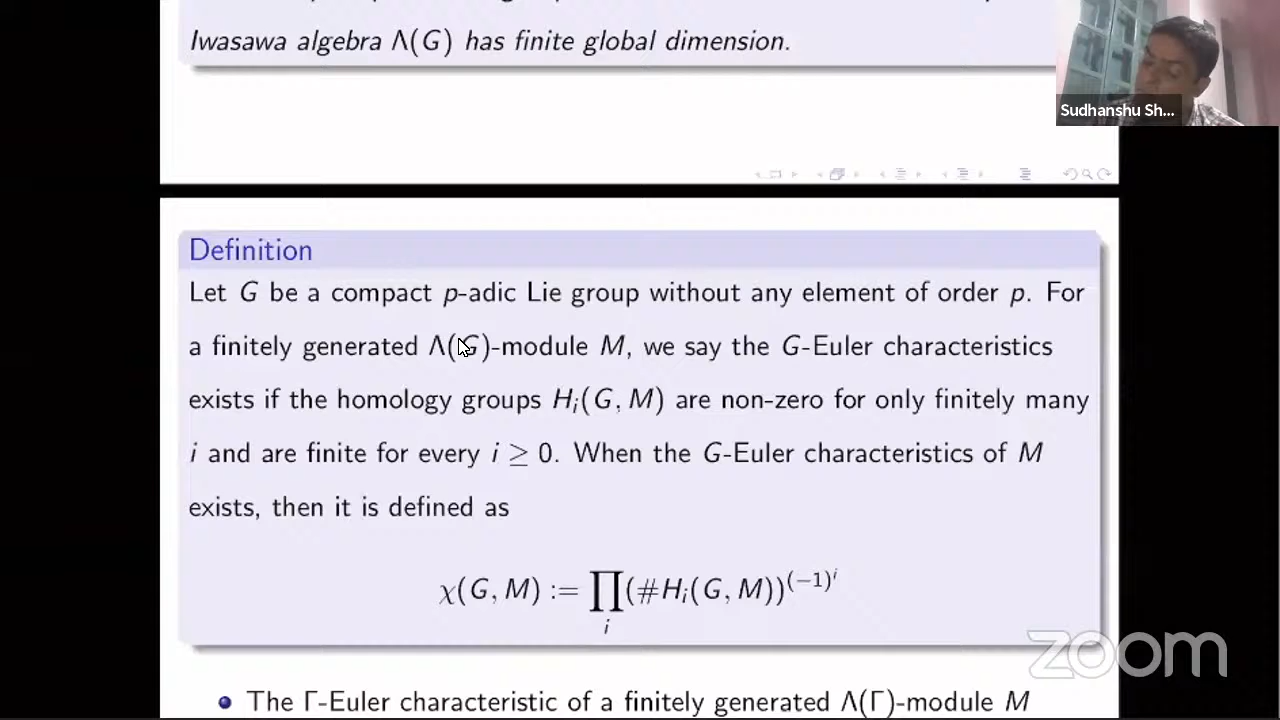 Iwasawa algebra Λ(G) has finite global dimension.
Sudhanshu Sh...
Definition
Let G be a compact p-adic Lie group without any element of order p. For
a finitely generated Λ(G)-module M, we say the G-Euler characteristics
exists if the homology groups Hᵢ(G, M) are non-zero for only finitely many
i and are finite for every i ≥ 0. When the G-Euler characteristics of M
exists, then it is defined as
χ(G, M) := ∏ᵢ(#Hᵢ(G, M))^(−1)^i
zoom
The Γ-Euler characteristic of a finitely generated Λ(Γ)-module M